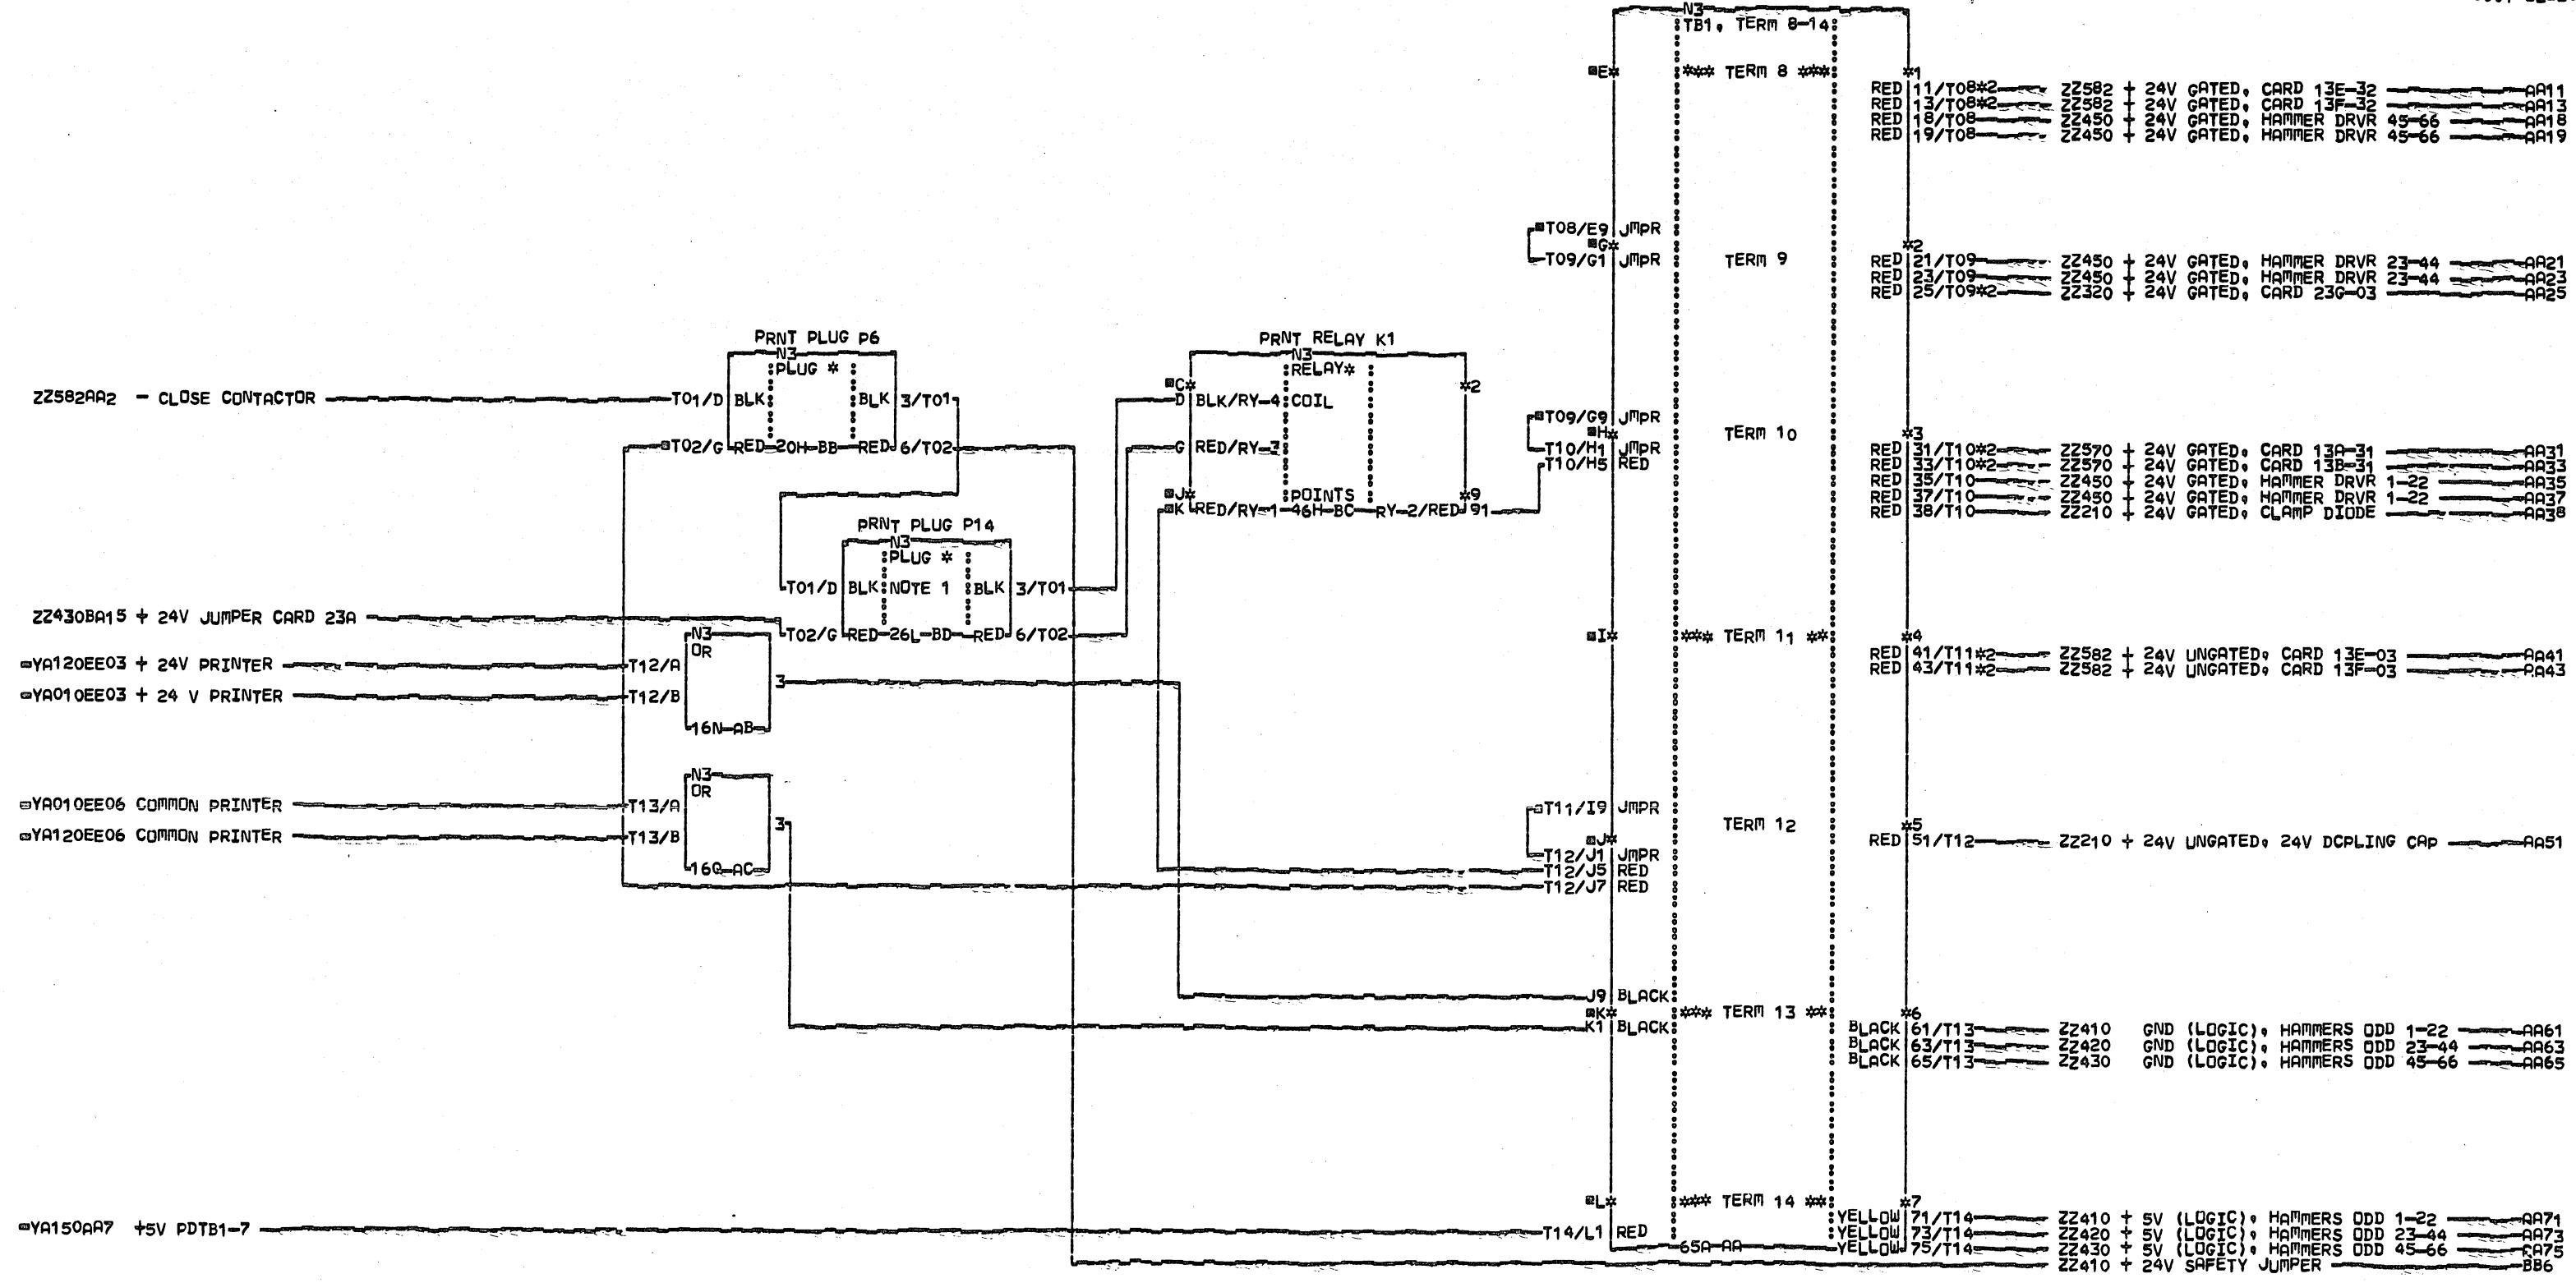 N3
TB1, TERM 8-14
E* *** TERM 8 *** *1
RED 11/T08*2 ZZ582 + 24V GATED, CARD 13E-32 AA11
RED 13/T08*2 ZZ582 + 24V GATED, CARD 13F-32 AA13
RED 18/T08 ZZ450 + 24V GATED, HAMMER DRVR 45-66 AA18
RED 19/T08 ZZ450 + 24V GATED, HAMMER DRVR 45-66 AA19
T08/E9 JMPR
G* *2
T09/G1 JMPR TERM 9 RED 21/T09 ZZ450 + 24V GATED, HAMMER DRVR 23-44 AA21
RED 23/T09 ZZ450 + 24V GATED, HAMMER DRVR 23-44 AA23
RED 25/T09*2 ZZ320 + 24V GATED, CARD 23G-03 AA25
PRNT PLUG P6 PRNT RELAY K1
N3 N3
PLUG * RELAY*
C* *2
ZZ582AA2 - CLOSE CONTACTOR T01/D BLK BLK 3/T01 D BLK/RY-4 COIL
T09/G9 JMPR
H* TERM 10 *3
T02/G RED-20H-BB-RED 6/T02 G RED/RY-3 T10/H1 JMPR RED 31/T10*2 ZZ570 + 24V GATED, CARD 13A-31 AA31
T10/H5 RED RED 33/T10*2 ZZ570 + 24V GATED, CARD 13B-31 AA33
RED 35/T10 ZZ450 + 24V GATED, HAMMER DRVR 1-22 AA35
J* POINTS *9 RED 37/T10 ZZ450 + 24V GATED, HAMMER DRVR 1-22 AA37
K RED/RY-1-46H-BC-RY-2/RED 91 RED 38/T10 ZZ210 + 24V GATED, CLAMP DIODE AA38
PRNT PLUG P14
N3
PLUG *
T01/D BLK NOTE 1 BLK 3/T01
ZZ430BA15 + 24V JUMPER CARD 23A
T02/G RED-26L-BD-RED 6/T02 I* *** TERM 11 ** *4
N3
OR
RED 41/T11*2 ZZ582 + 24V UNGATED, CARD 13E-03 AA41
YA120EE03 + 24V PRINTER T12/A RED 43/T11*2 ZZ582 + 24V UNGATED, CARD 13F-03 AA43
3
YA010EE03 + 24 V PRINTER T12/B
16N-AB
N3
OR
YA010EE06 COMMON PRINTER T13/A T11/I9 JMPR
3 TERM 12 *5
YA120EE06 COMMON PRINTER T13/B J* RED 51/T12 ZZ210 + 24V UNGATED, 24V DCPLING CAP AA51
T12/J1 JMPR
16Q-AC T12/J5 RED
T12/J7 RED
J9 BLACK
K* *** TERM 13 ** *6
K1 BLACK BLACK 61/T13 ZZ410 GND (LOGIC), HAMMERS ODD 1-22 AA61
BLACK 63/T13 ZZ420 GND (LOGIC), HAMMERS ODD 23-44 AA63
BLACK 65/T13 ZZ430 GND (LOGIC), HAMMERS ODD 45-66 AA65
L* *** TERM 14 ** *7
YELLOW 71/T14 ZZ410 + 5V (LOGIC), HAMMERS ODD 1-22 AA71
YA150AA7 +5V PDTB1-7 T14/L1 RED YELLOW 73/T14 ZZ420 + 5V (LOGIC), HAMMERS ODD 23-44 AA73
65A-AA YELLOW 75/T14 ZZ430 + 5V (LOGIC), HAMMERS ODD 45-66 AA75
ZZ410 + 24V SAFETY JUMPER BB6